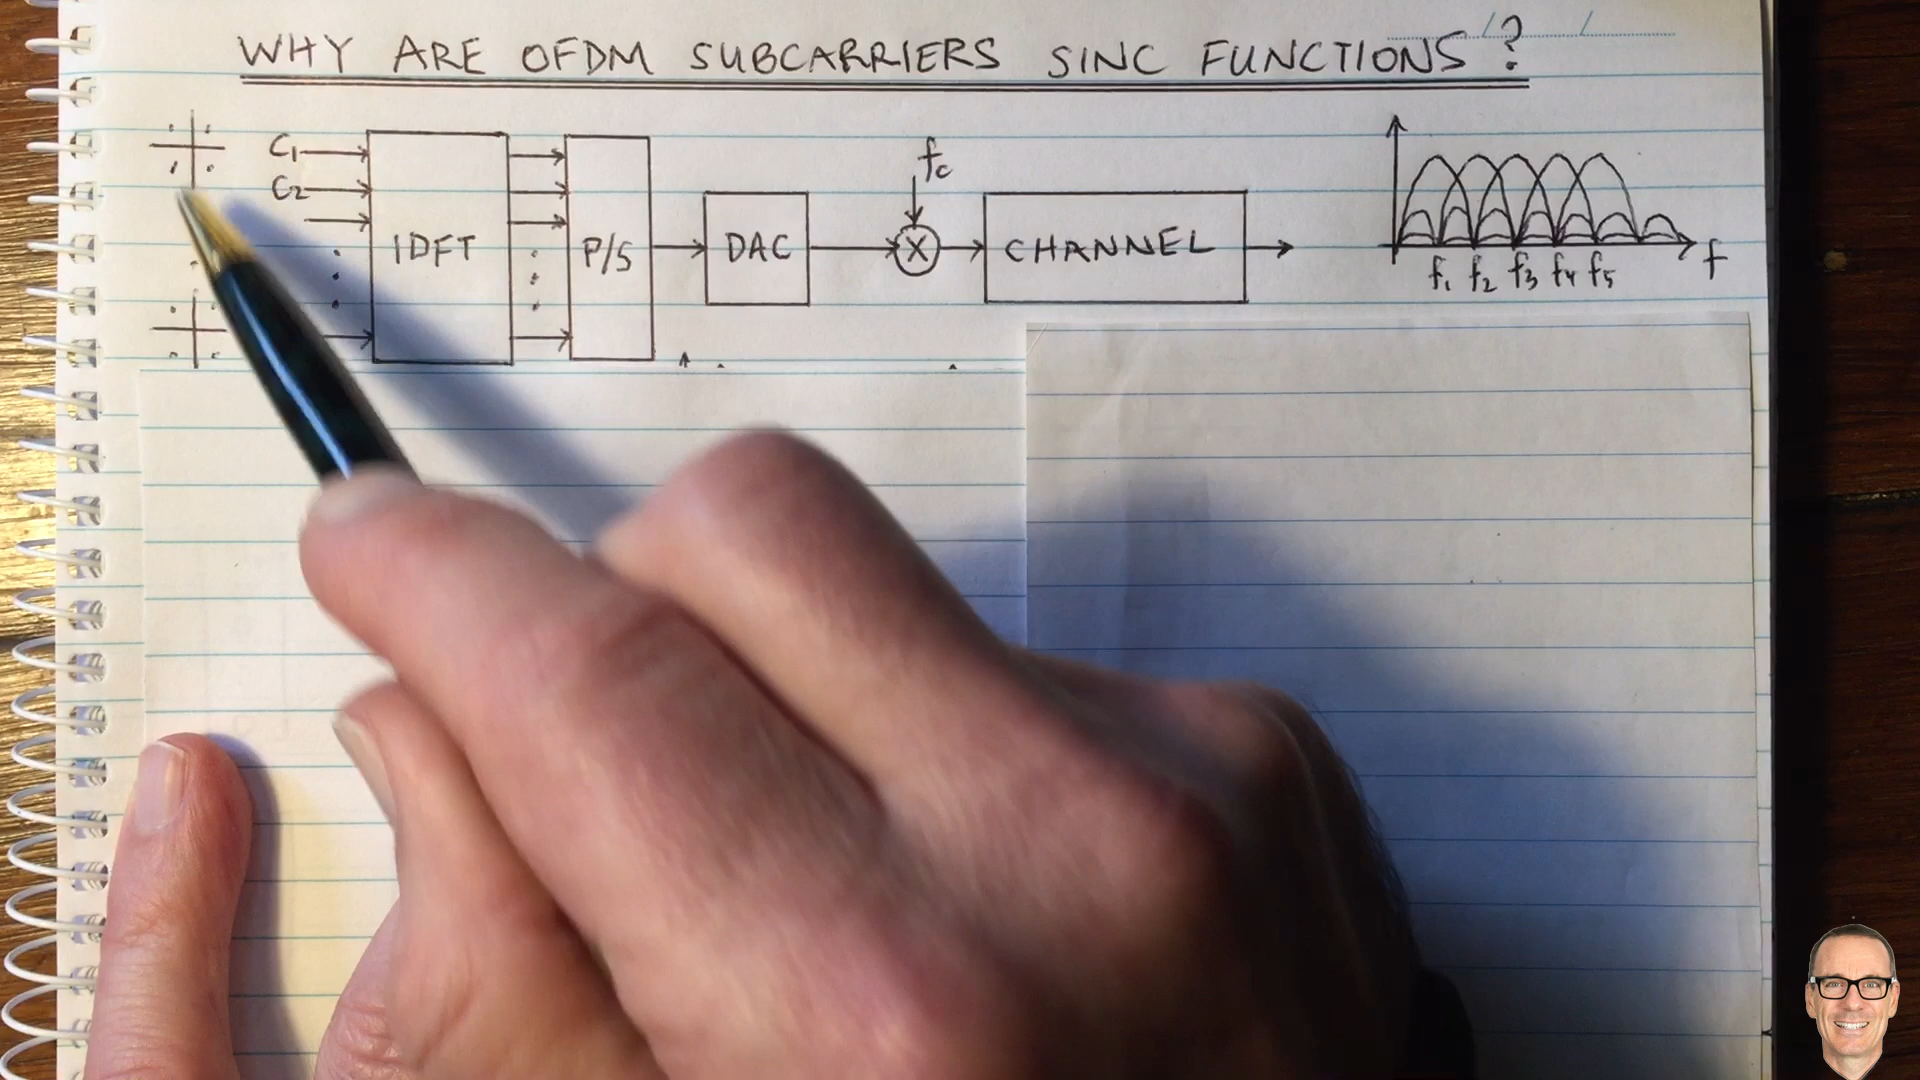 WHY ARE OFDM SUBCARRIERS SINC FUNCTIONS?
C1
C2
IDFT
P/S
DAC
fc
X
CHANNEL
f1 f2 f3 f4 f5
f